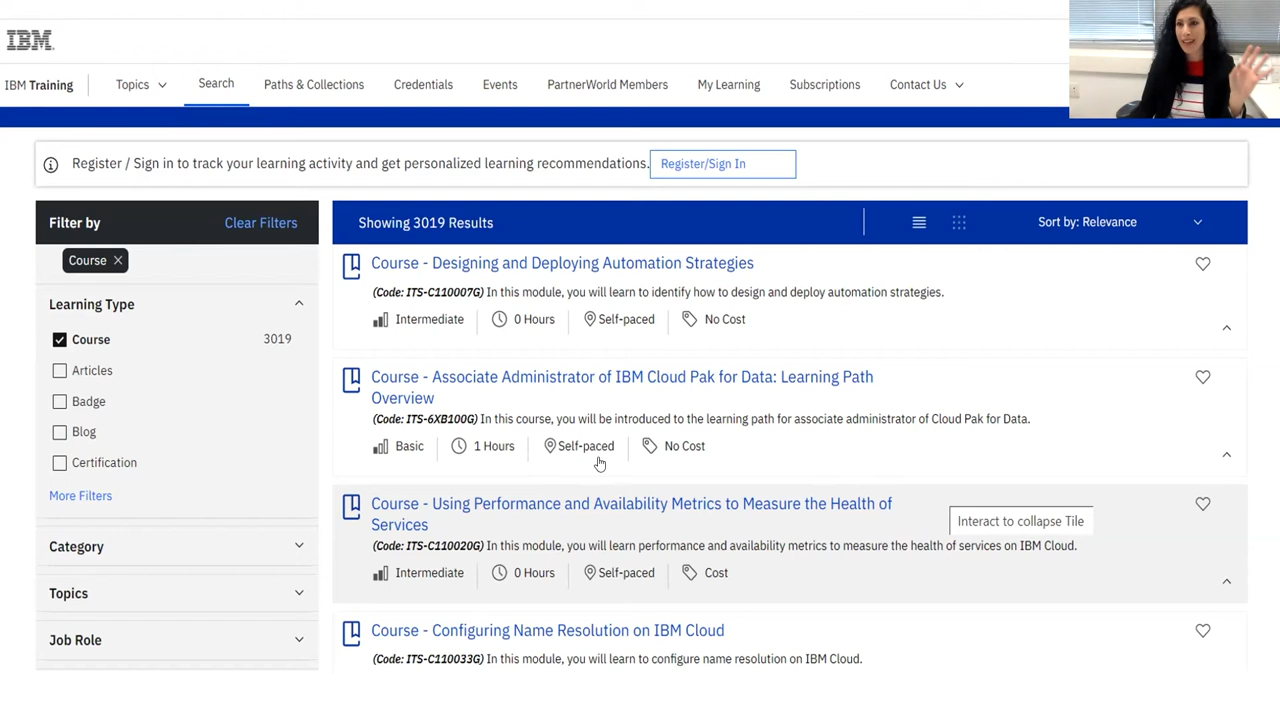 IBM
IBM Training
Topics
Search
Paths & Collections
Credentials
Events
PartnerWorld Members
My Learning
Subscriptions
Contact Us
Register / Sign in to track your learning activity and get personalized learning recommendations.
Register/Sign In
Filter by
Clear Filters
Course
Learning Type
Course 3019
Articles
Badge
Blog
Certification
More Filters
Category
Topics
Job Role
Showing 3019 Results
Sort by: Relevance
Course - Designing and Deploying Automation Strategies
(Code: ITS-C110007G) In this module, you will learn to identify how to design and deploy automation strategies.
Intermediate 0 Hours Self-paced No Cost
Course - Associate Administrator of IBM Cloud Pak for Data: Learning Path
Overview
(Code: ITS-6XB100G) In this course, you will be introduced to the learning path for associate administrator of Cloud Pak for Data.
Basic 1 Hours Self-paced No Cost
Course - Using Performance and Availability Metrics to Measure the Health of
Services
Interact to collapse Tile
(Code: ITS-C110020G) In this module, you will learn performance and availability metrics to measure the health of services on IBM Cloud.
Intermediate 0 Hours Self-paced Cost
Course - Configuring Name Resolution on IBM Cloud
(Code: ITS-C110033G) In this module, you will learn to configure name resolution on IBM Cloud.